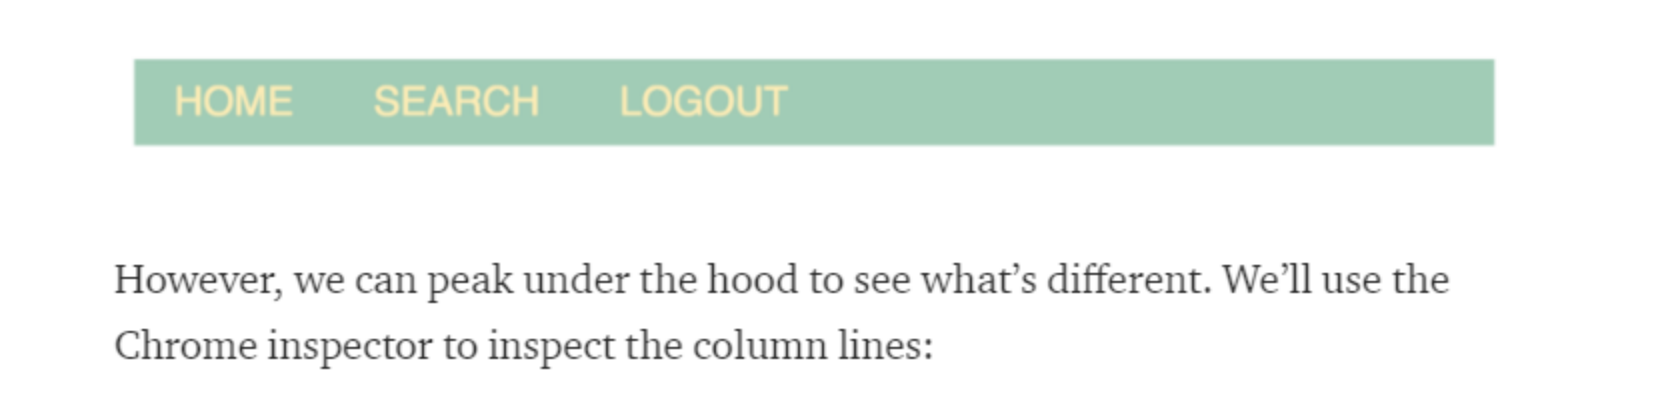 HOME SEARCH LOGOUT
However, we can peak under the hood to see what’s different. We’ll use the
Chrome inspector to inspect the column lines: